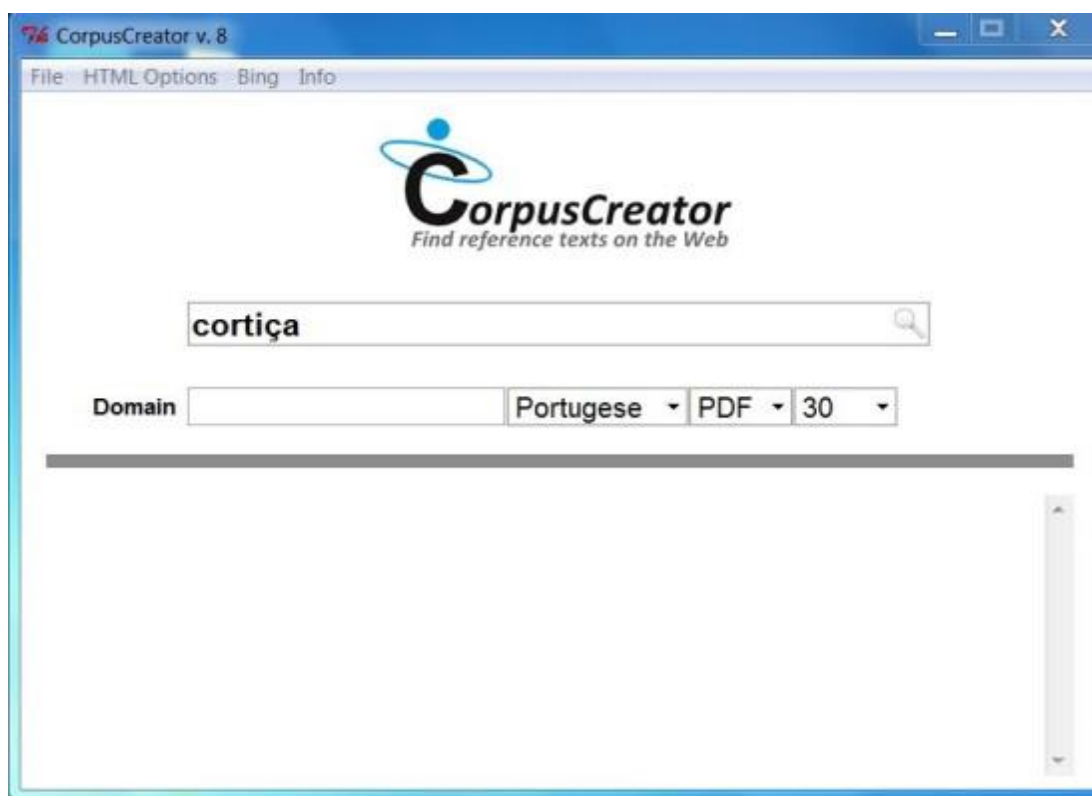 CorpusCreator v. 8
File HTML Options Bing Info
CorpusCreator
Find reference texts on the Web
cortiça
Domain Portugese PDF 30